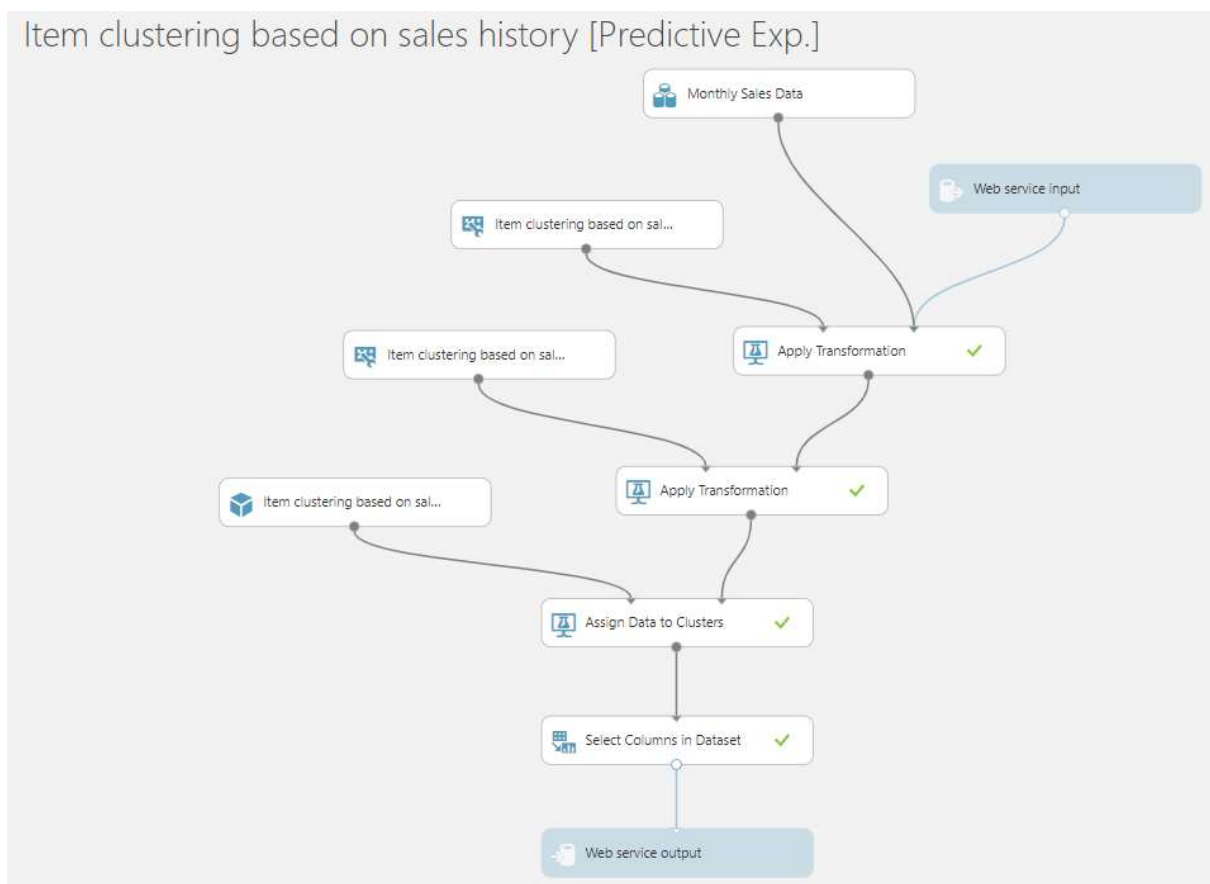 Item clustering based on sales history [Predictive Exp.]
Monthly Sales Data
Web service input
Item clustering based on sal...
Apply Transformation
Item clustering based on sal...
Apply Transformation
Item clustering based on sal...
Assign Data to Clusters
Select Columns in Dataset
Web service output